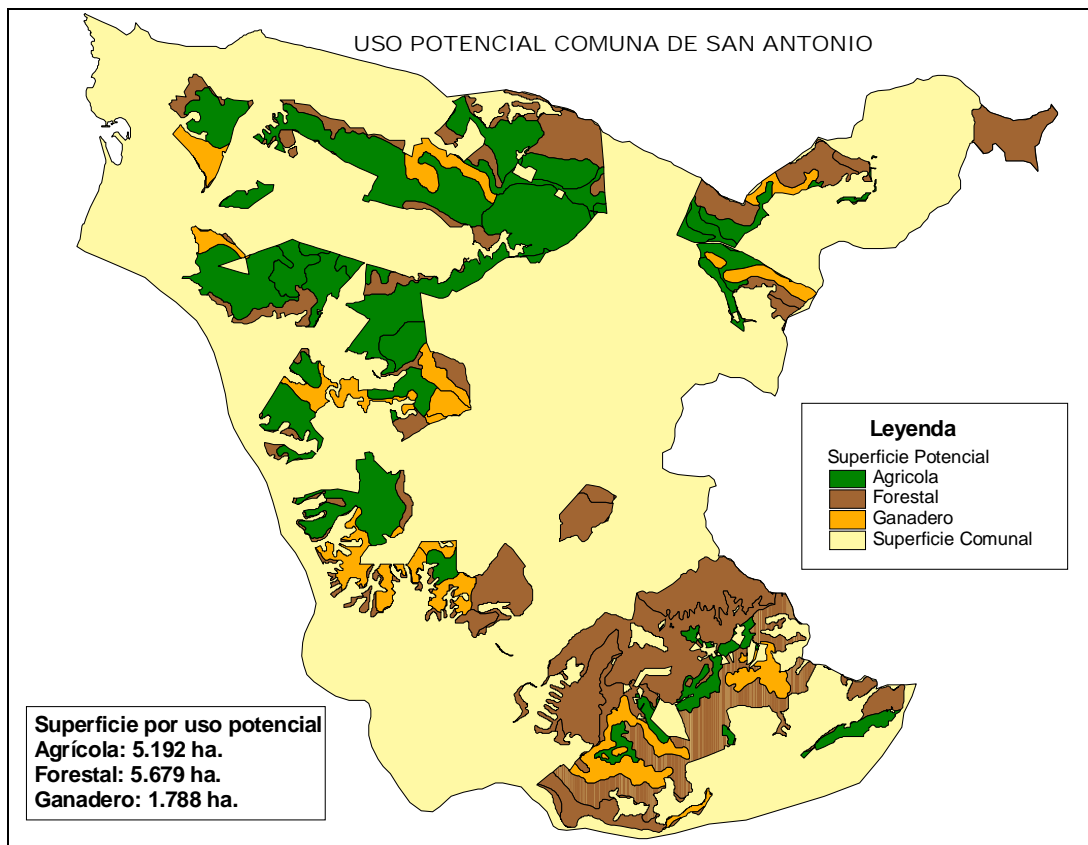 USO POTENCIAL COMUNA DE SAN ANTONIO
Leyenda
Superficie Potencial
Agricola
Forestal
Ganadero
Superficie Comunal
Superficie por uso potencial
Agrícola: 5.192 ha.
Forestal: 5.679 ha.
Ganadero: 1.788 ha.